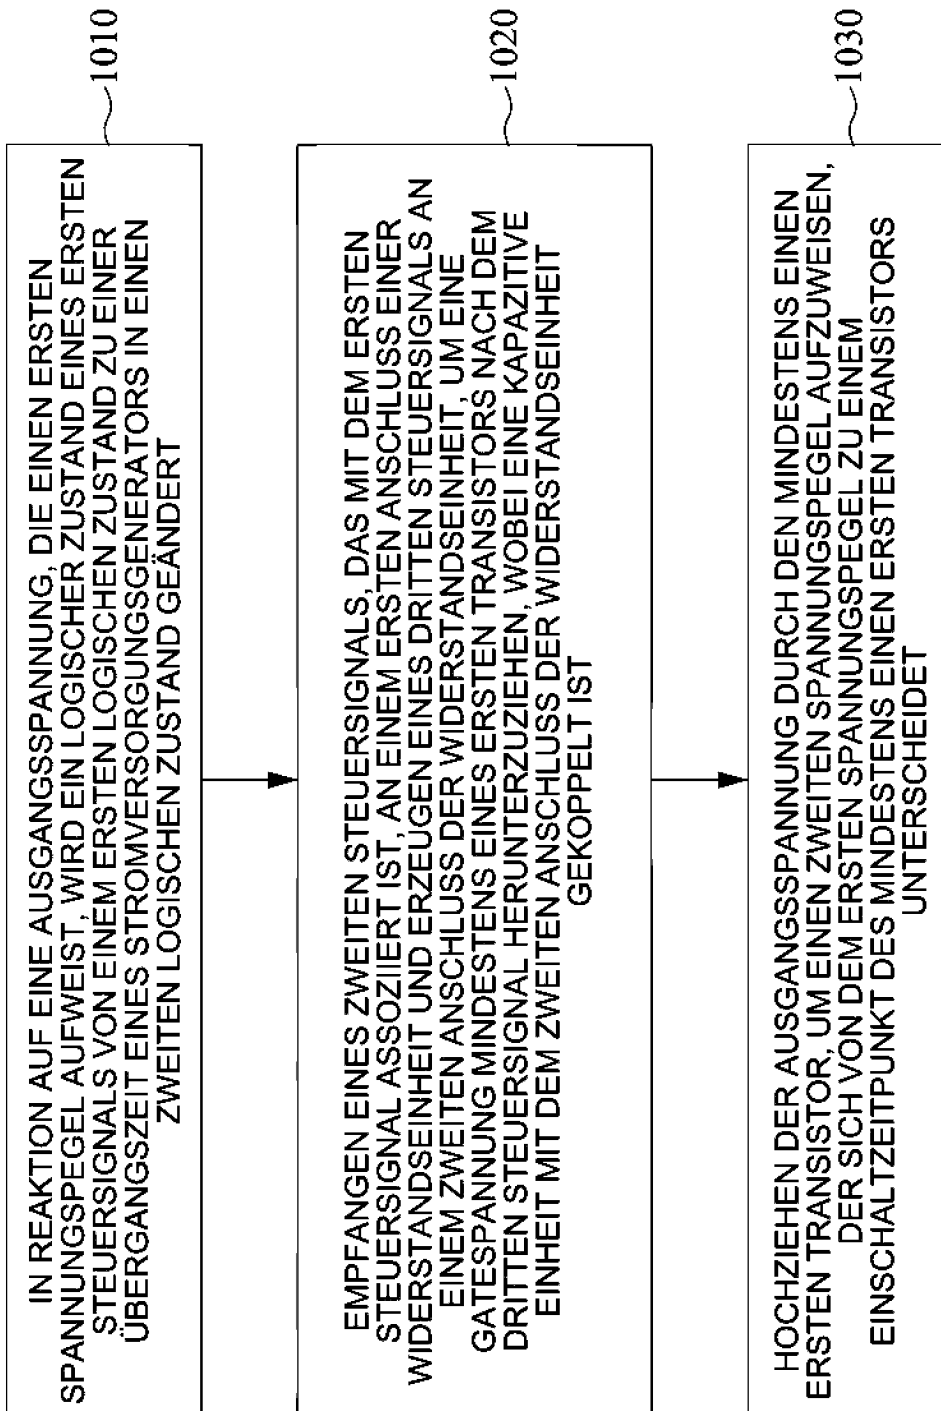 IN REAKTION AUF EINE AUSGANGSSPANNUNG, DIE EINEN ERSTEN
SPANNUNGSPEGEL AUFWEIST, WIRD EIN LOGISCHER ZUSTAND EINES ERSTEN
STEUERSIGNALS VON EINEM ERSTEN LOGISCHEN ZUSTAND ZU EINER
ÜBERGANGSZEIT EINES STROMVERSORGUNGSGENERATORS IN EINEN
ZWEITEN LOGISCHEN ZUSTAND GEÄNDERT
1010
EMPFANGEN EINES ZWEITEN STEUERSIGNALS, DAS MIT DEM ERSTEN
STEUERSIGNAL ASSOZIIERT IST, AN EINEM ERSTEN ANSCHLUSS EINER
WIDERSTANDSEINHEIT UND ERZEUGEN EINES DRITTEN STEUERSIGNALS AN
EINEM ZWEITEN ANSCHLUSS DER WIDERSTANDSEINHEIT, UM EINE
GATESPANNUNG MINDESTENS EINES ERSTEN TRANSISTORS NACH DEM
DRITTEN STEUERSIGNAL HERUNTERZUZIEHEN, WOBEI EINE KAPAZITIVE
EINHEIT MIT DEM ZWEITEN ANSCHLUSS DER WIDERSTANDSEINHEIT
GEKOPPELT IST
1020
HOCHZIEHEN DER AUSGANGSSPANNUNG DURCH DEN MINDESTENS EINEN
ERSTEN TRANSISTOR, UM EINEN ZWEITEN SPANNUNGSPEGEL AUFZUWEISEN,
DER SICH VON DEM ERSTEN SPANNUNGSPEGEL ZU EINEM
EINSCHALTZEITPUNKT DES MINDESTENS EINEN ERSTEN TRANSISTORS
UNTERSCHEIDET
1030